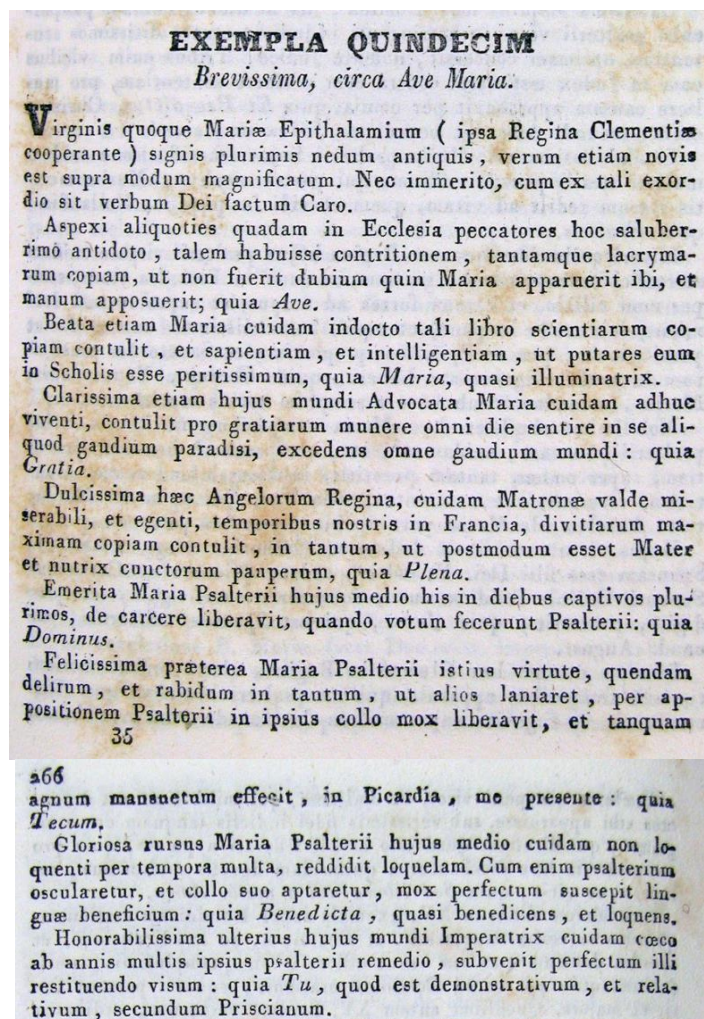 EXEMPLA QUINDECIM
Brevissima, circa Ave Maria.
Virginis quoque Mariæ Epithalamium ( ipsa Regina Clementiæ
cooperante ) signis plurimis nedum antiquis , verum etiam novis
est supra modum magnificatum. Nec immerito, cum ex tali exor-
dio sit verbum Dei factum Caro.
Aspexi aliquoties quadam in Ecclesia peccatores hoc saluber-
rimo antidoto , talem habuisse contritionem , tantamque lacryma-
rum copiam, ut non fuerit dubium quin Maria apparuerit ibi, et
manum apposuerit; quia Ave.
Beata etiam Maria cuidam indocto tali libro scientiarum co-
piam contulit , et sapientiam , et intelligentiam , ut putares eum
in Scholis esse peritissimum, quia Maria, quasi illuminatrix.
Clarissima etiam hujus mundi Advocata Maria cuidam adhuc
viventi, contulit pro gratiarum munere omni die sentire in se ali-
quod gaudium paradisi, excedens omne gaudium mundi : quia
Gratia.
Dulcissima hæc Angelorum Regina, cuidam Matronæ valde mi-
serabili, et egenti, temporibus nostris in Francia, divitiarum ma-
ximam copiam contulit , in tantum , ut postmodum esset Mater
et nutrix cunctorum pauperum, quia Plena.
Emerita Maria Psalterii hujus medio his in diebus captivos plu-
rimos, de carcere liberavit, quando votum fecerunt Psalterii: quia
Dominus.
Felicissima præterea Maria Psalterii istius virtute , quendam
delirum , et rabidum in tantum , ut alios laniaret , per ap-
positionem Psalterii in ipsius collo mox liberavit, et tanquam
35
266
agnum mansuetum effecit , in Picardia , me presente : quia
Tecum.
Gloriosa rursus Maria Psalterii hujus medio cuidam non lo-
quenti per tempora multa, reddidit loquelam. Cum enim psalterium
oscularetur, et collo suo aptaretur , mox perfectum suscepit lin-
guæ beneficium : quia Benedicta , quasi benedicens , et loquens.
Honorabilissima ulterius hujus mundi Imperatrix cuidam cœco
ab annis multis ipsius psalterii remedio , subvenit perfectum illi
restituendo visum : quia Tu , quod est demonstrativum , et rela-
tivum , secundum Priscianum.